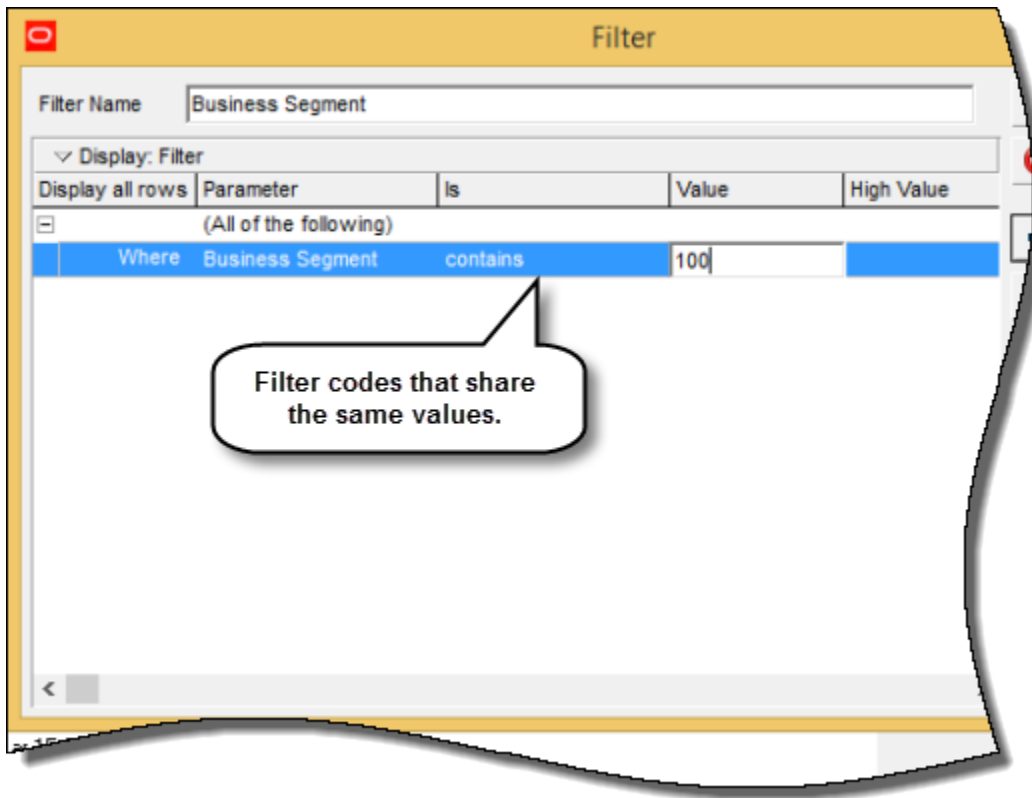 Filter
Filter Name Business Segment
Display: Filter
Display all rows Parameter Is Value High Value
(All of the following)
Where Business Segment contains 100
Filter codes that share
the same values.